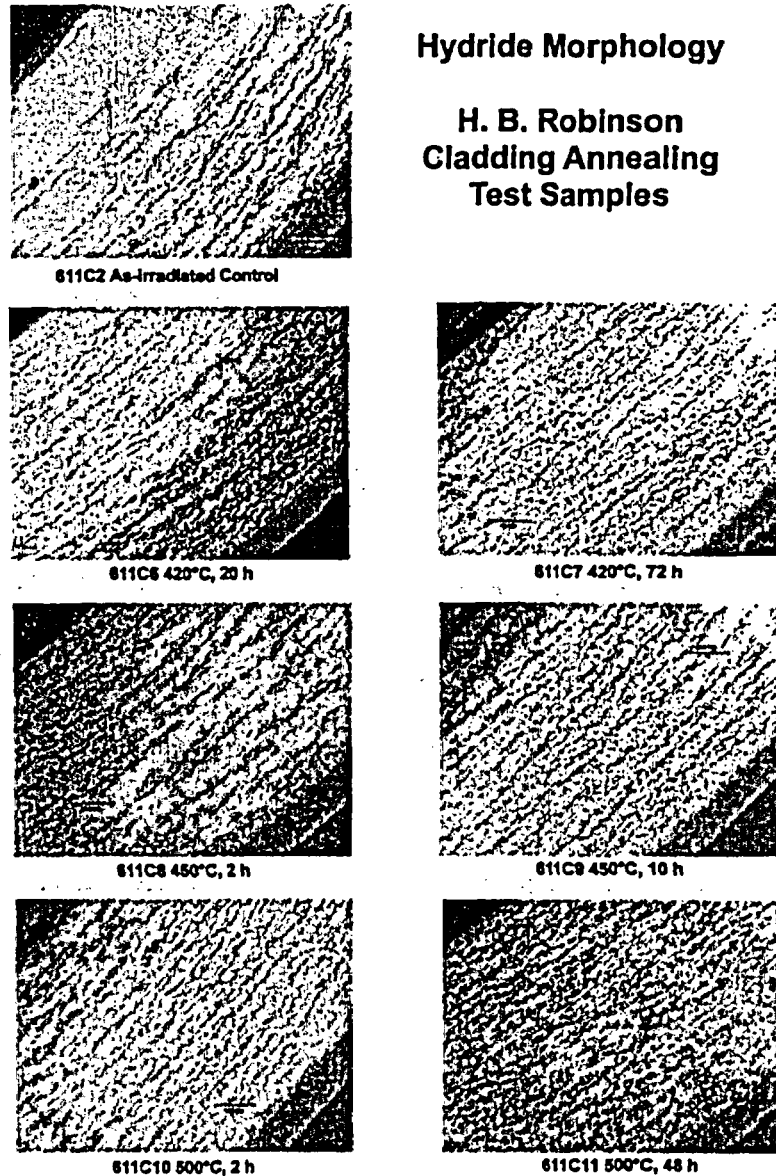 Hydride Morphology
H. B. Robinson
Cladding Annealing
Test Samples
611C2 As-Irradiated Control
611C6 420°C, 20 h
611C7 420°C, 72 h
611C8 450°C, 2 h
611C9 450°C, 10 h
611C10 500°C, 2 h
611C11 500°C, 48 h